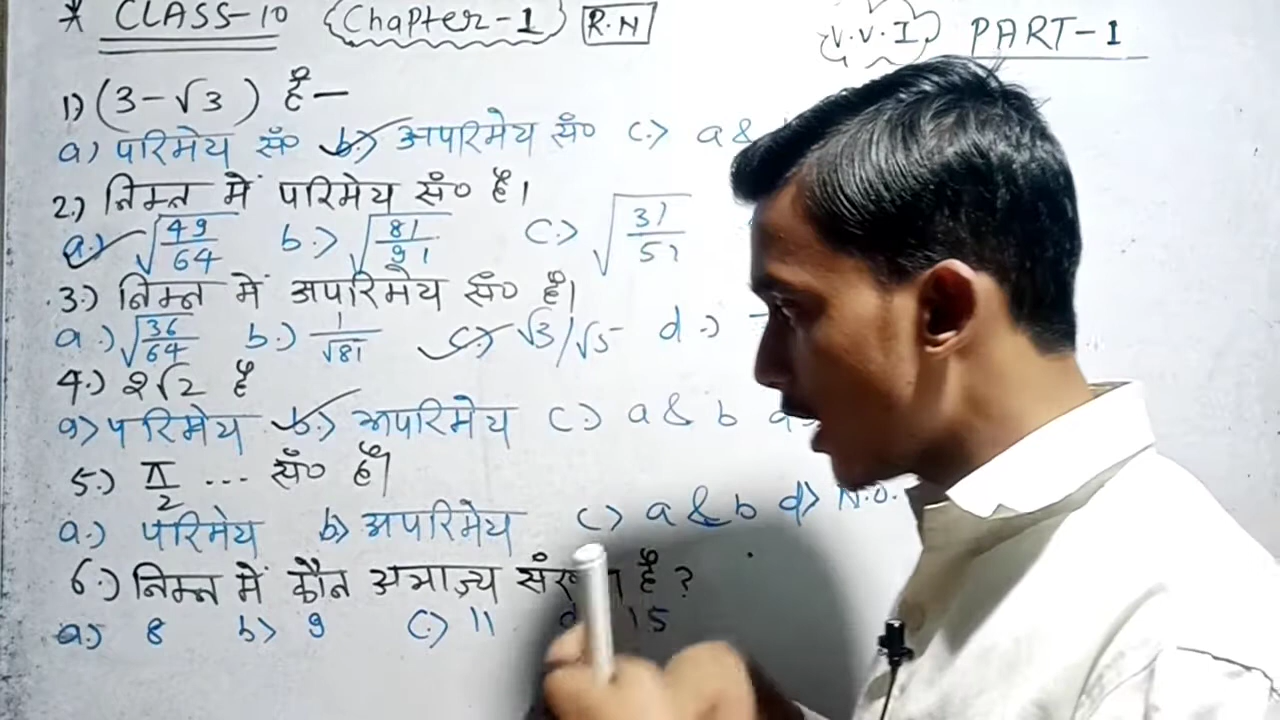 * CLASS-10 Chapter-1 R.N V.V.I PART-1
1) (3-√3) है-
a) परिमेय सं० b) अपरिमेय सं० c.) a &
2.) निम्न में परिमेय सं० है।
a.) √49/64 b.) √81/91 c.)
3.) निम्न में अपरिमेय सं० है।
a.) √36/64 b.) 1/√81 c.) √3/√5 d.)
4.) 2√2 है
a) परिमेय b.) अपरिमेय c.) a & b
5.) π/2 ... सं० है।
a.) परिमेय b) अपरिमेय c) a & b d) N.O.
6.) निम्न में कौन अभाज्य है ?
a) 8 b) 9 c.) 11 15